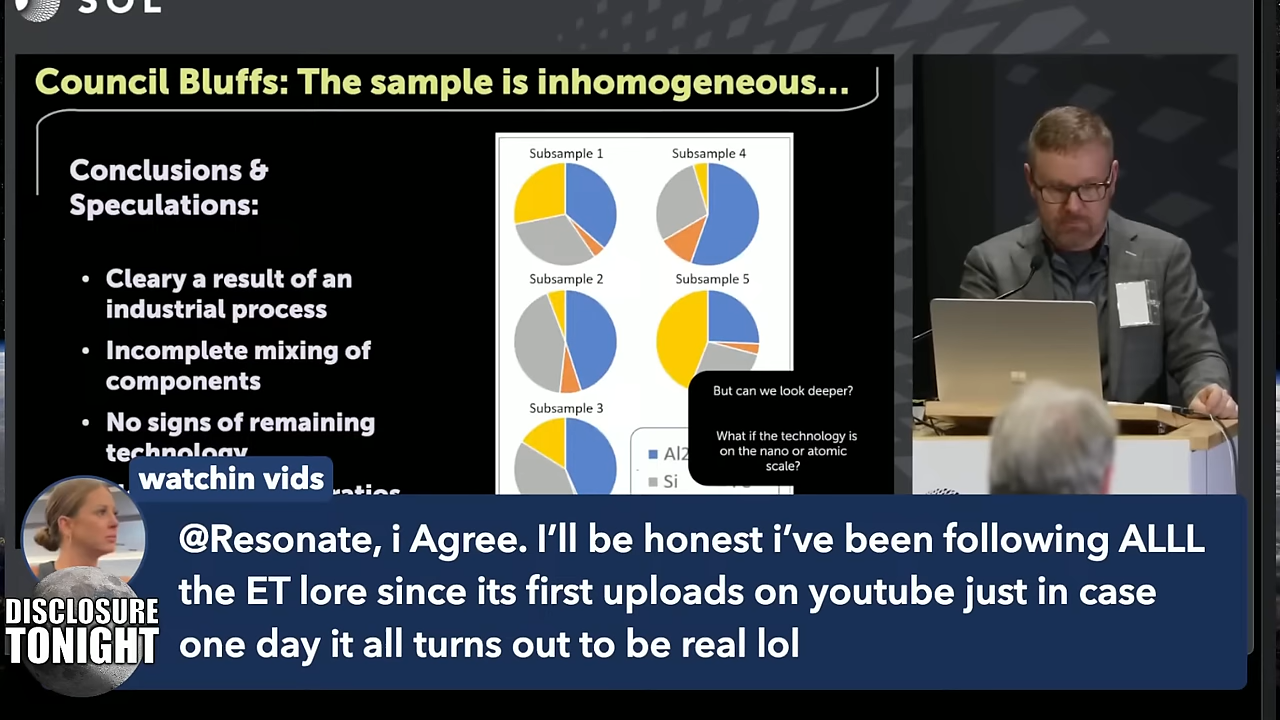 SOL
Council Bluffs: The sample is inhomogeneous...
Conclusions &
Speculations:
• Cleary a result of an
industrial process
• Incomplete mixing of
components
• No signs of remaining
technology
Subsample 1
Subsample 4
Subsample 2
Subsample 5
Subsample 3
Si
But can we look deeper?
What if the technology is
on the nano or atomic
scale?
watchin vids
@Resonate, i Agree. I'll be honest i've been following ALLL
the ET lore since its first uploads on youtube just in case
one day it all turns out to be real lol
DISCLOSURE
TONIGHT